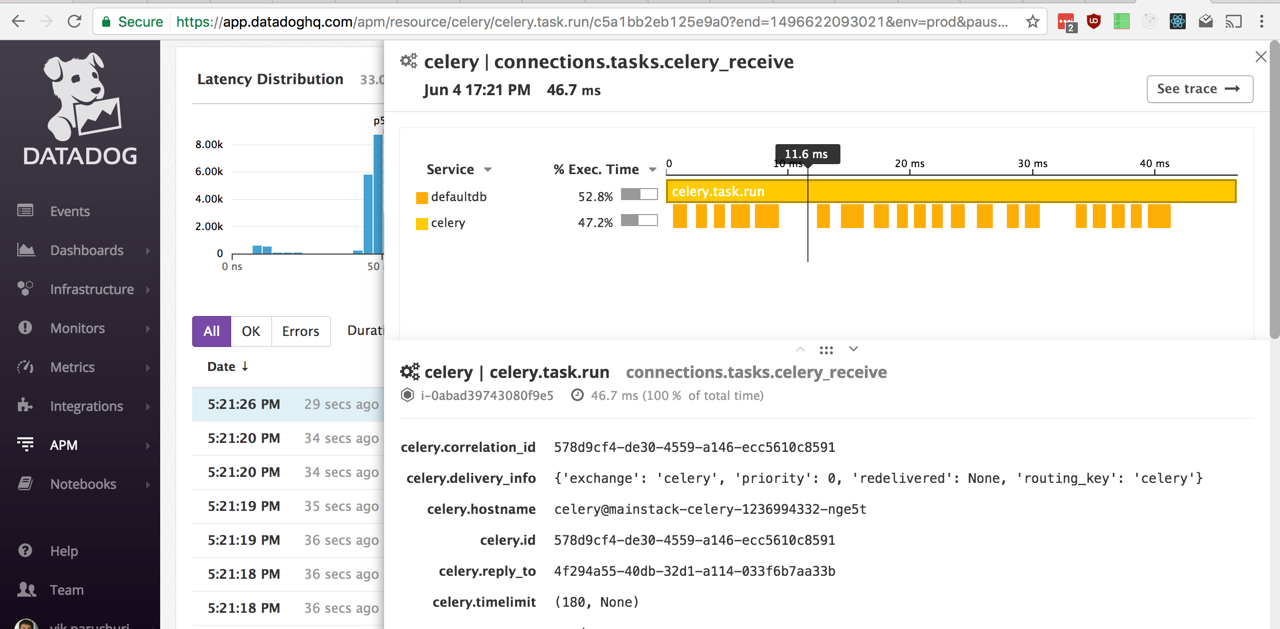 Secure
https://app.datadoghq.com/apm/resource/celery/celery.task.run/c5a1bb2eb125e9a0?end=1496622093021&env=prod&paus...
2
DATADOG
Events
Dashboards
Infrastructure
Monitors
Metrics
Integrations
APM
Notebooks
Help
Team
vik paruchuri
Latency Distribution 33.0
8.00k
6.00k
4.00k
2.00k
0
0 ns
50
All OK Errors Durati
Date ↓
5:21:26 PM 29 secs ago
5:21:20 PM 34 secs ago
5:21:20 PM 34 secs ago
5:21:19 PM 35 secs ago
5:21:19 PM 36 secs ago
5:21:18 PM 36 secs ago
5:21:18 PM 36 secs ago
celery | connections.tasks.celery_receive
Jun 4 17:21 PM 46.7 ms
See trace →
Service % Exec. Time
defaultdb 52.8%
celery 47.2%
11.6 ms
0 10 ms 20 ms 30 ms 40 ms
celery.task.run
celery | celery.task.run connections.tasks.celery_receive
i-0abad39743080f9e5 46.7 ms (100 % of total time)
celery.correlation_id 578d9cf4-de30-4559-a146-ecc5610c8591
celery.delivery_info {'exchange': 'celery', 'priority': 0, 'redelivered': None, 'routing_key': 'celery'}
celery.hostname celery@mainstack-celery-1236994332-nge5t
celery.id 578d9cf4-de30-4559-a146-ecc5610c8591
celery.reply_to 4f294a55-40db-32d1-a114-033f6b7aa33b
celery.timelimit (180, None)